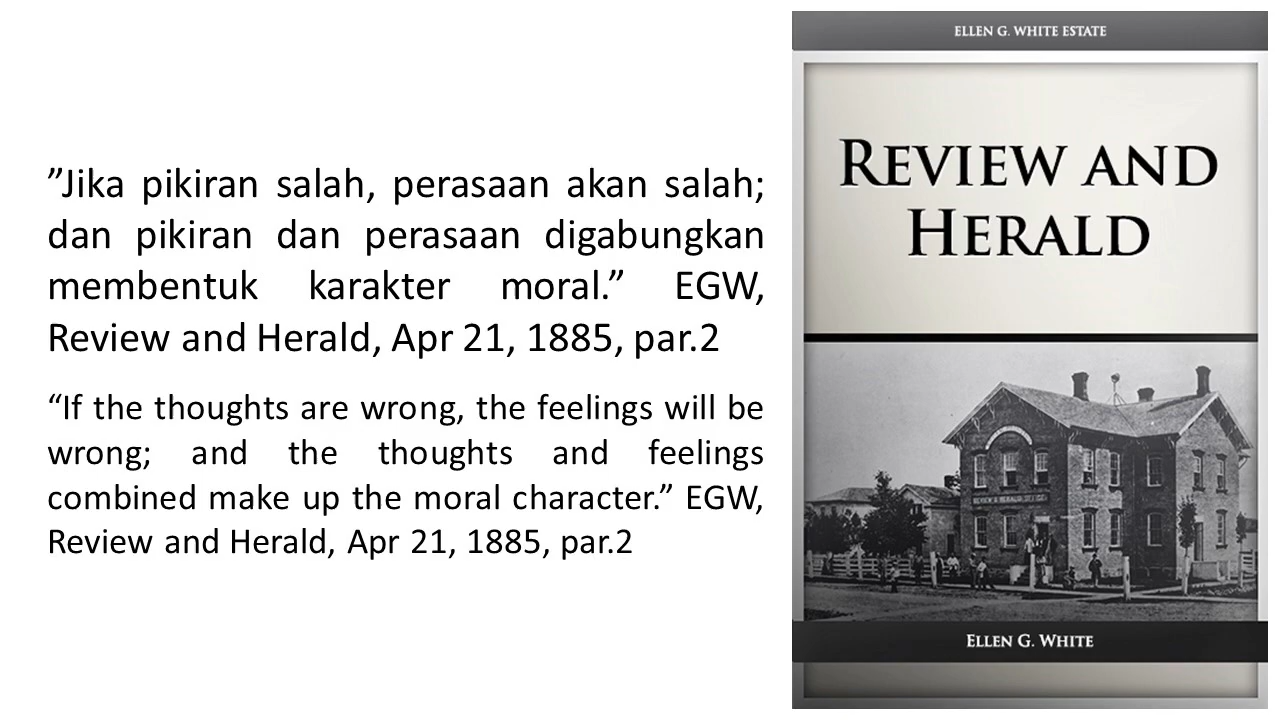 ”Jika pikiran salah, perasaan akan salah;
dan pikiran dan perasaan digabungkan
membentuk karakter moral.” EGW,
Review and Herald, Apr 21, 1885, par.2
“If the thoughts are wrong, the feelings will be
wrong; and the thoughts and feelings
combined make up the moral character.” EGW,
Review and Herald, Apr 21, 1885, par.2
ELLEN G. WHITE ESTATE
REVIEW AND
HERALD
REVIEW & HERALD OFFICE
ELLEN G. WHITE